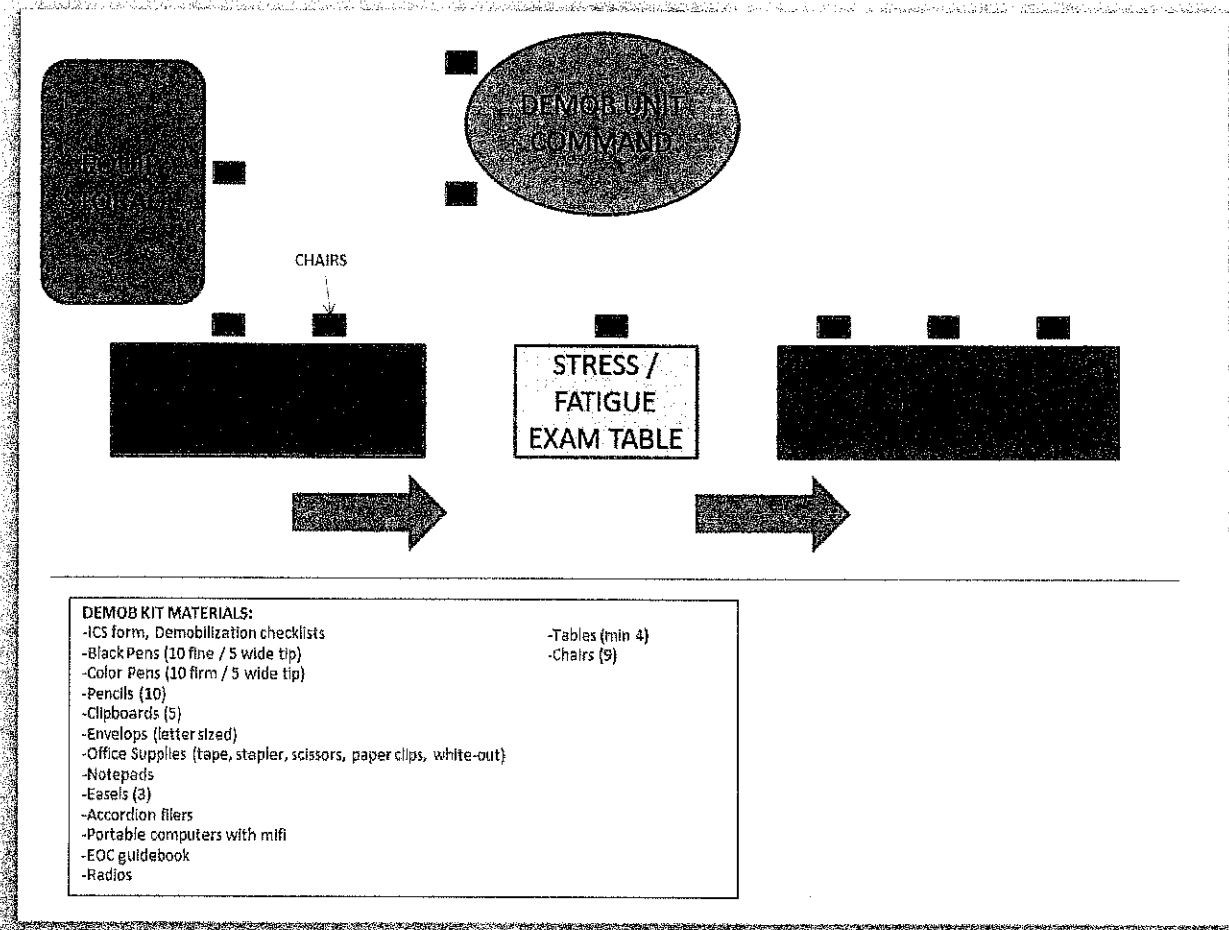 DEMOB UNIT
COMMAND
EQUIP
STORAGE
CHAIRS
STRESS /
FATIGUE
EXAM TABLE
DEMOB KIT MATERIALS:
-ICS form, Demobilization checklists
-Black Pens (10 fine / 5 wide tip)
-Color Pens (10 firm / 5 wide tip)
-Pencils (10)
-Clipboards (5)
-Envelops (letter sized)
-Office Supplies (tape, stapler, scissors, paper clips, white-out)
-Notepads
-Easels (3)
-Accordion filers
-Portable computers with mifi
-EOC guidebook
-Radios
-Tables (min 4)
-Chairs (9)